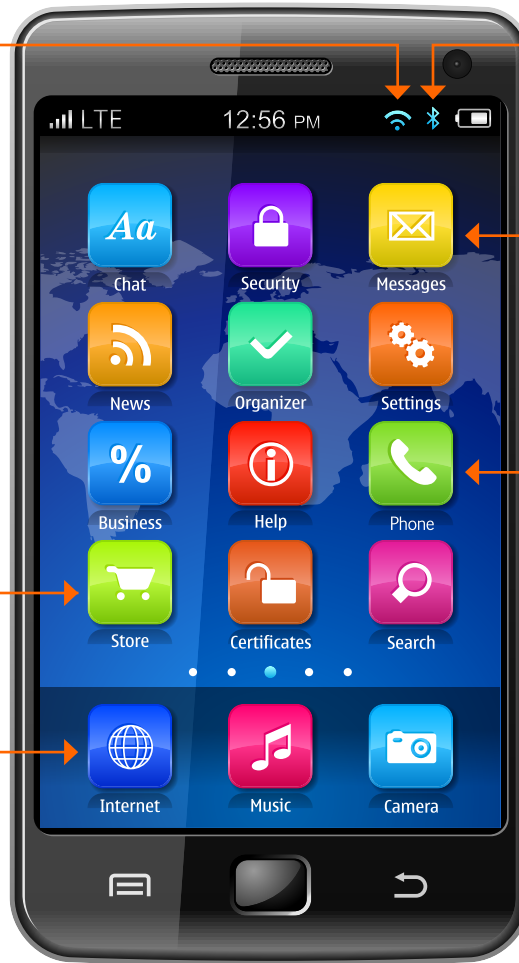 LTE 12:56 PM
Aa
Chat Security Messages
News Organizer Settings
%
Business Help Phone
Store Certificates Search
Internet Music Camera